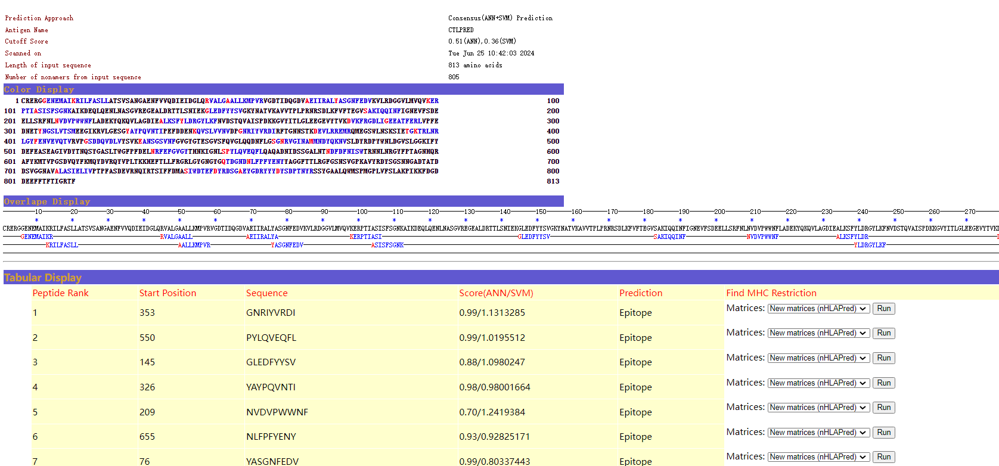 Prediction Approach Consensus(ANN+SVM) Prediction
Antigen Name CTLPRED
Cutoff Score 0.51(ANN),0.36(SVM)
Scanned on Tue Jun 25 10:42:03 2024
Length of input sequence 813 amino acids
Number of nonamers from input sequence 805
Color Display
1 CRERGGENEMAIKRILFASLLATSVSANGAENFVVQDIEIDGLQRVALGAALLKMPVRVGDTIDQGDVAEIIRALYASGNFEDVKVLRDGGVLMVQVKER 100
101 PTIASISFSGNKAIKDEQLQENLNASGVREGEALDRTTLSNIEKGLEDFYYSVGKYNATVKAVVTPLPRNRSDLKFVFTEGVSAKIQQINFIGNEVFSDE 200
201 ELLSRFNLNVDVPWWNFLADEKYQKQVLAGDIEALKSFYLDRGYLKFNVDSTQVAISPDKKGVYITLGLEEGEVYTVKDVKFRGDLIGEEATFERLVPFE 300
301 DNETYNGSLVTSMEEGIKRVLGESGYAYPQVNTIPEFDDENKQVSLVVNVDPGNRIYVRDIRFTGNNSTKDEVLRREMRQMEGSWLNSKSIETGKTRLNR 400
401 LGYFENVEVQTVRVPGSDDQVDLVYSVKEANSGSVNFGVGYGTESGVSFQVGLQQDNFLGSGNRVGINAMMNDYQKNVSLDYRDPYWNLDGVSLGGKIFY 500
501 DEFEASEAGIVDYTNQSYGASLTWGFPFDELNRFEFGVGYTHNKIGNLSPYLQVEQFLQAQADNIDSSGALNTNDFDFNISWTRNNLNRGYFPTAGNHQR 600
601 AFYKMTVPGSDVQYFKMQYDVRQYVPLTKKHEFTLLFRGRLGYGNGYGQTDGNDNLFPFYENYYAGGFTTLRGFGSNSVGPKAVYRDYSGSNNGADTATD 700
701 DSVGGNAVALASIELIVPTPFASDEVRNQIRTSIFFDMASIWDTEFDYRDSGAEYGDRYYYDYSDPTNYRSSYGAALQWMSPMGPLVFSLAKPIKKFDGD 800
801 DEEFFTFTIGRTF 813
Overlape Display
10 20 30 40 50 60 70 80 90 100 110 120 130 140 150 160 170 180 190 200 210 220 230 240 250 260 270
* * * * * * * * * * * * * * * * * * * * * * * * * * *
CRERGGENEMAIKRILFASLLATSVSANGAENFVVQDIEIDGLQRVALGAALLKMPVRVGDTIDQGDVAEIIRALYASGNFEDVKVLRDGGVLMVQVKERPTIASISFSGNKAIKDEQLQENLNASGVREGEALDRTTLSNIEKGLEDFYYSVGKYNATVKAVVTPLPRNRSDLKFVFTEGVSAKIQQINFIGNEVFSDEELLSRFNLNVDVPWWNFLADEKYQKQVLAGDIEALKSFYLDRGYLKFNVDSTQVAISPDKKGVYITLGLEEGEVYTVK
GENEMAIKR RVALGAALL AEIIRALYA KERPTIASI GLEDFYYSV SAKIQQINF NVDVPWWNF ALKSFYLDR
KRILFASLL AALLKMPVR YASGNFEDV ASISFSGNK YLDRGYLKF
Tabular Display
Peptide Rank Start Position Sequence Score(ANN/SVM) Prediction Find MHC Restriction
1 353 GNRIYVRDI 0.99/1.1313285 Epitope Matrices: New matrices (nHLAPred) Run
2 550 PYLQVEQFL 0.99/1.0195512 Epitope Matrices: New matrices (nHLAPred) Run
3 145 GLEDFYYSV 0.88/1.0980247 Epitope Matrices: New matrices (nHLAPred) Run
4 326 YAYPQVNTI 0.98/0.98001664 Epitope Matrices: New matrices (nHLAPred) Run
5 209 NVDVPWWNF 0.70/1.2419384 Epitope Matrices: New matrices (nHLAPred) Run
6 655 NLFPFYENY 0.93/0.92825171 Epitope Matrices: New matrices (nHLAPred) Run
7 76 YASGNFEDV 0.99/0.80337443 Epitope Matrices: New matrices (nHLAPred) Run